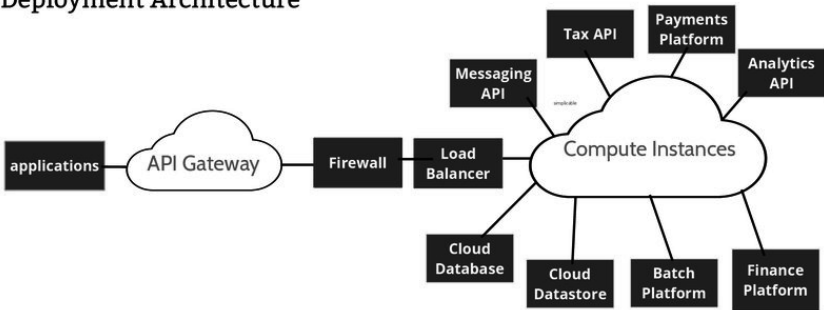 Deployment Architecture
Tax API
Payments
Platform
Messaging
API
Analytics
API
applications
API Gateway
Firewall
Load
Balancer
Compute Instances
Cloud
Database
Cloud
Datastore
Batch
Platform
Finance
Platform